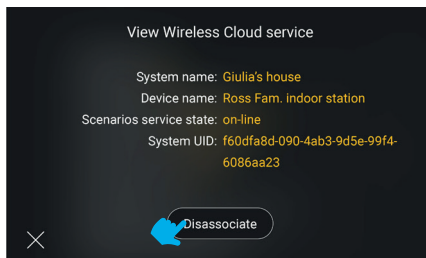 View Wireless Cloud service
System name: Giulia's house
Device name: Ross Fam. indoor station
Scenarios service state: on-line
System UID: f60dfa8d-090-4ab3-9d5e-99f4-
6086aa23
Disassociate